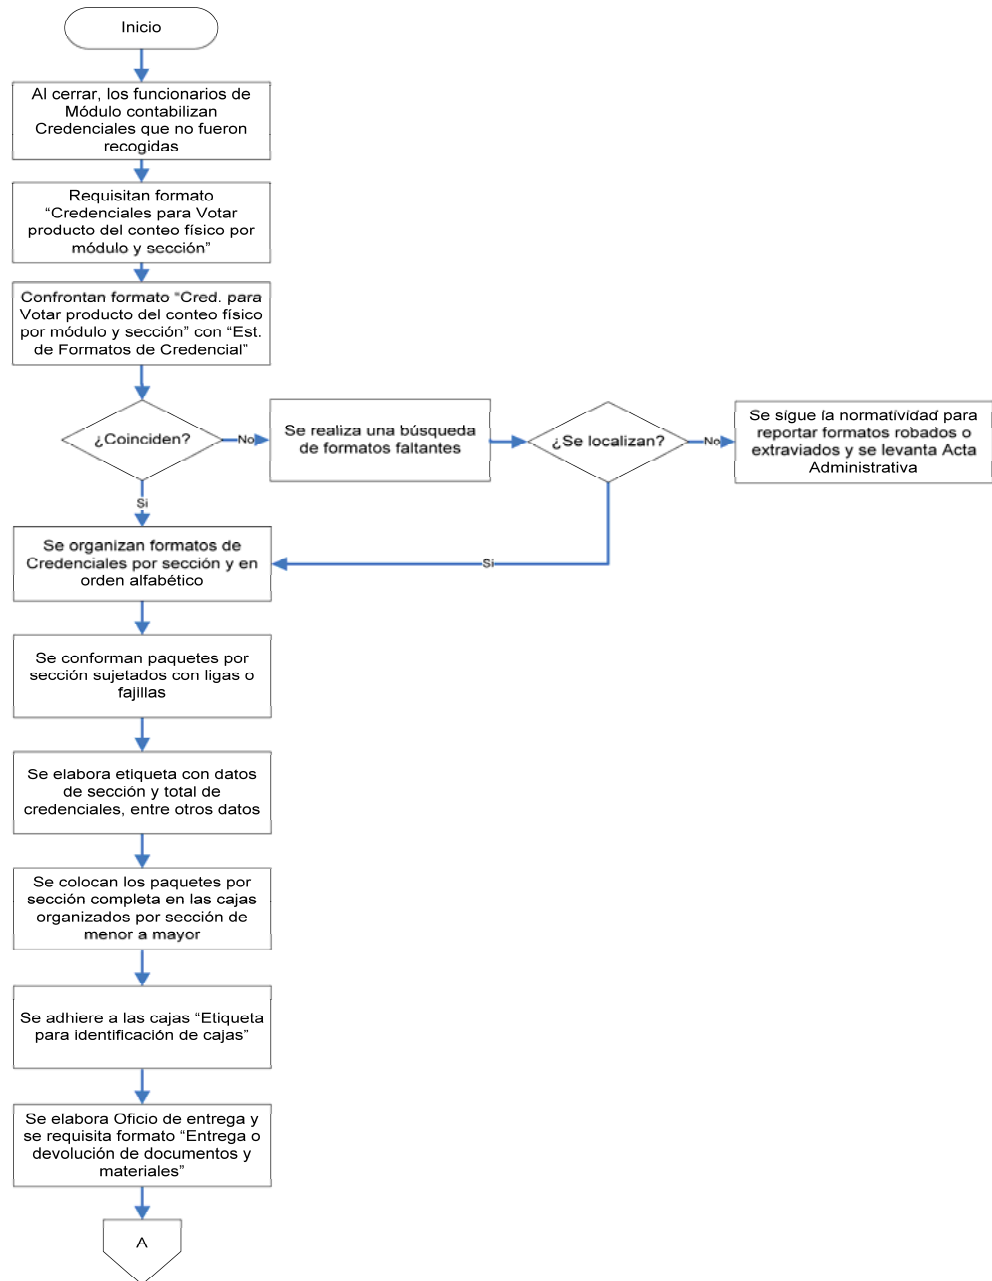 Inicio
Al cerrar, los funcionarios de
Módulo contabilizan
Credenciales que no fueron
recogidas
Requisitan formato
“Credenciales para Votar
producto del conteo físico por
módulo y sección”
Confrontan formato “Cred. para
Votar producto del conteo físico
por módulo y sección” con “Est.
de Formatos de Credencial”
¿Coinciden?
No
Se realiza una búsqueda
de formatos faltantes
¿Se localizan?
No
Se sigue la normatividad para
reportar formatos robados o
extraviados y se levanta Acta
Administrativa
Si
Se organizan formatos de
Credenciales por sección y en
orden alfabético
Si
Se conforman paquetes por
sección sujetados con ligas o
fajillas
Se elabora etiqueta con datos
de sección y total de
credenciales, entre otros datos
Se colocan los paquetes por
sección completa en las cajas
organizados por sección de
menor a mayor
Se adhiere a las cajas “Etiqueta
para identificación de cajas”
Se elabora Oficio de entrega y
se requisita formato “Entrega o
devolución de documentos y
materiales”
A